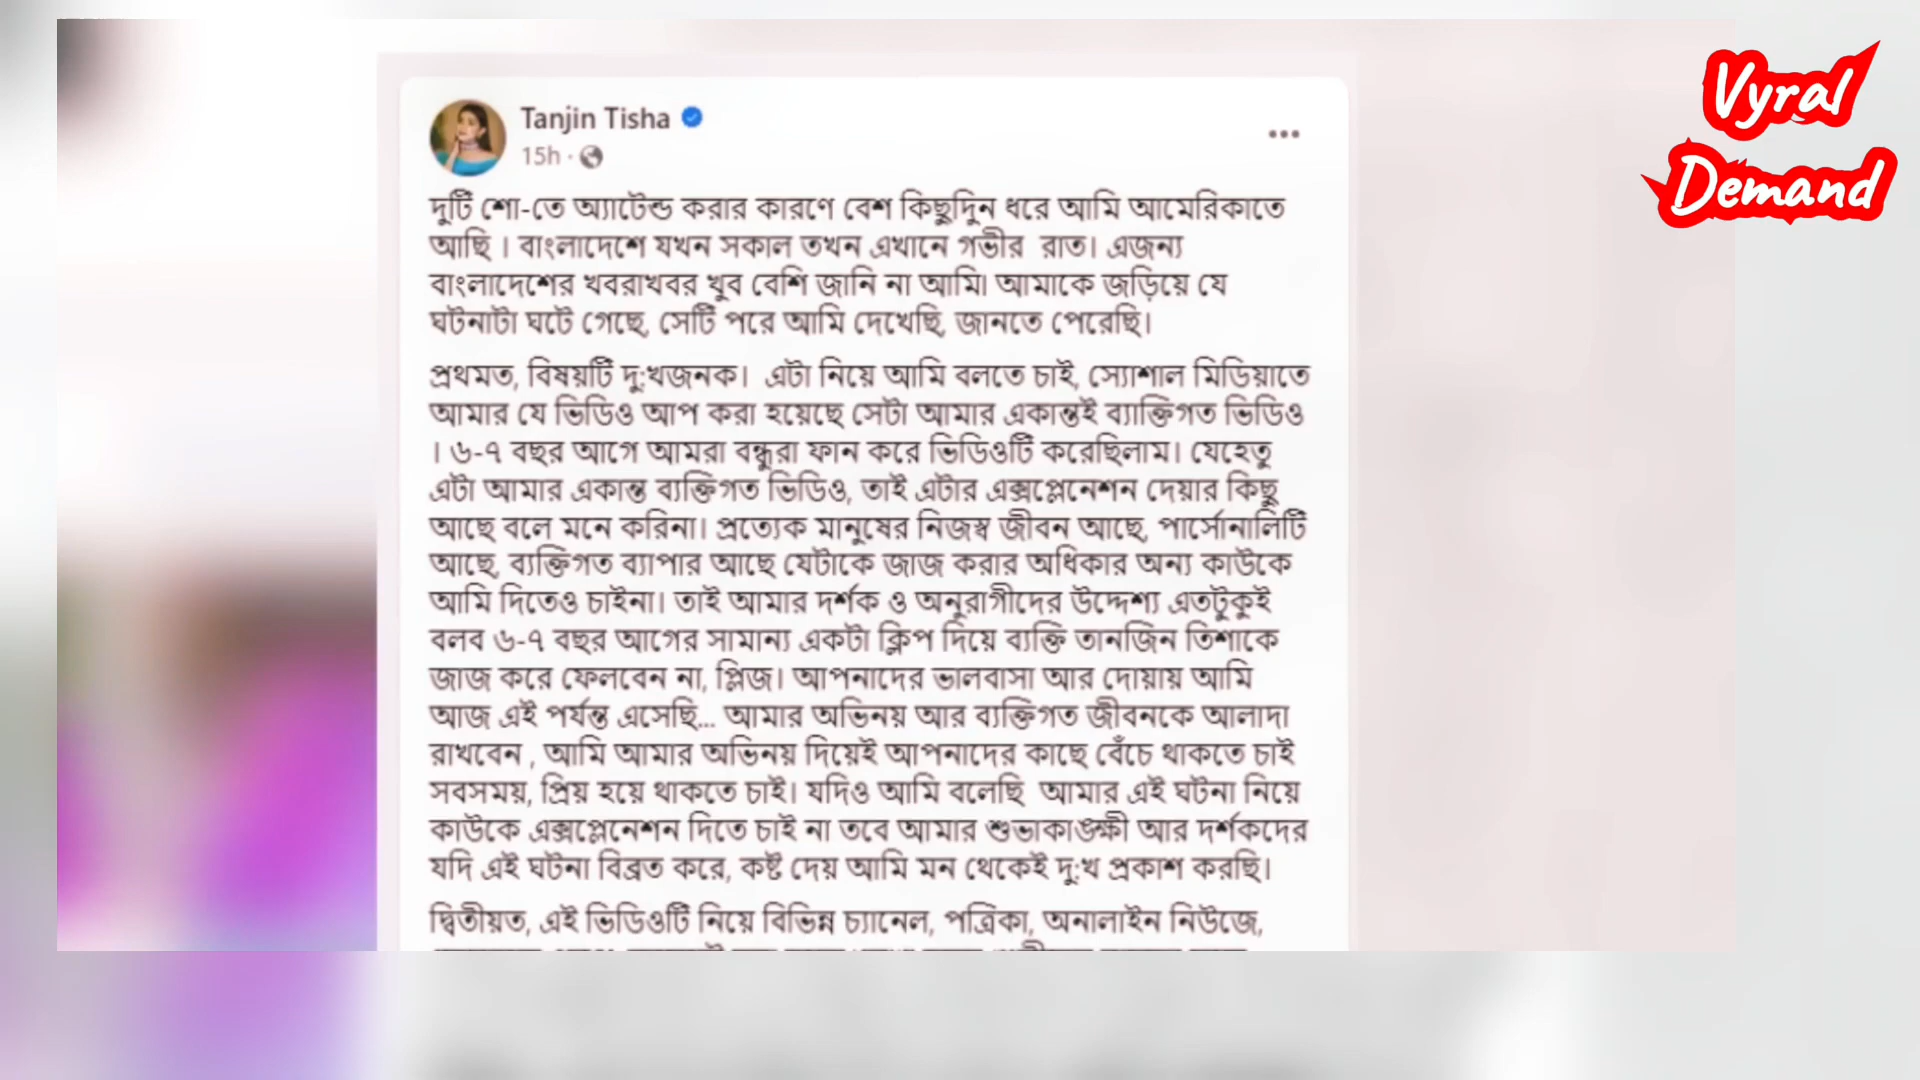 Vyral
Demand
Tanjin Tisha
15h ·
দুটি শো-তে অ্যাটেন্ড করার কারণে বেশ কিছুদিুন ধরে আমি আমেরিকাতে
আছি । বাংলাদেশে যখন সকাল তখন এখানে গভীর রাত। এজন্য
বাংলাদেশের খবরাখবর খুব বেশি জানি না আমি। আমাকে জড়িয়ে যে
ঘটনাটা ঘটে গেছে, সেটি পরে আমি দেখেছি, জানতে পেরেছি।
প্রথমত, বিষয়টি দু:খজনক। এটা নিয়ে আমি বলতে চাই, স্যোশাল মিডিয়াতে
আমার যে ভিডিও আপ করা হয়েছে সেটা আমার একান্তই ব্যাক্তিগত ভিডিও
। ৬-৭ বছর আগে আমরা বন্ধুরা ফান করে ভিডিওটি করেছিলাম। যেহেতু
এটা আমার একান্ত ব্যক্তিগত ভিডিও, তাই এটার এক্সপ্লেনেশন দেয়ার কিছু
আছে বলে মনে করিনা। প্রত্যেক মানুষের নিজস্ব জীবন আছে, পার্সোনালিটি
আছে, ব্যক্তিগত ব্যাপার আছে যেটাকে জাজ করার অধিকার অন্য কাউকে
আমি দিতেও চাইনা। তাই আমার দর্শক ও অনুরাগীদের উদ্দেশ্য এতটুকুই
বলব ৬-৭ বছর আগের সামান্য একটা ক্লিপ দিয়ে ব্যক্তি তানজিন তিশাকে
জাজ করে ফেলবেন না, প্লিজ। আপনাদের ভালবাসা আর দোয়ায় আমি
আজ এই পর্যন্ত এসেছি... আমার অভিনয় আর ব্যক্তিগত জীবনকে আলাদা
রাখবেন , আমি আমার অভিনয় দিয়েই আপনাদের কাছে বেঁচে থাকতে চাই
সবসময়, প্রিয় হয়ে থাকতে চাই। যদিও আমি বলেছি আমার এই ঘটনা নিয়ে
কাউকে এক্সপ্লেনেশন দিতে চাই না তবে আমার শুভাকাঙ্ক্ষী আর দর্শকদের
যদি এই ঘটনা বিব্রত করে, কষ্ট দেয় আমি মন থেকেই দু:খ প্রকাশ করছি।
দ্বিতীয়ত, এই ভিডিওটি নিয়ে বিভিন্ন চ্যানেল, পত্রিকা, অনালাইন নিউজে,